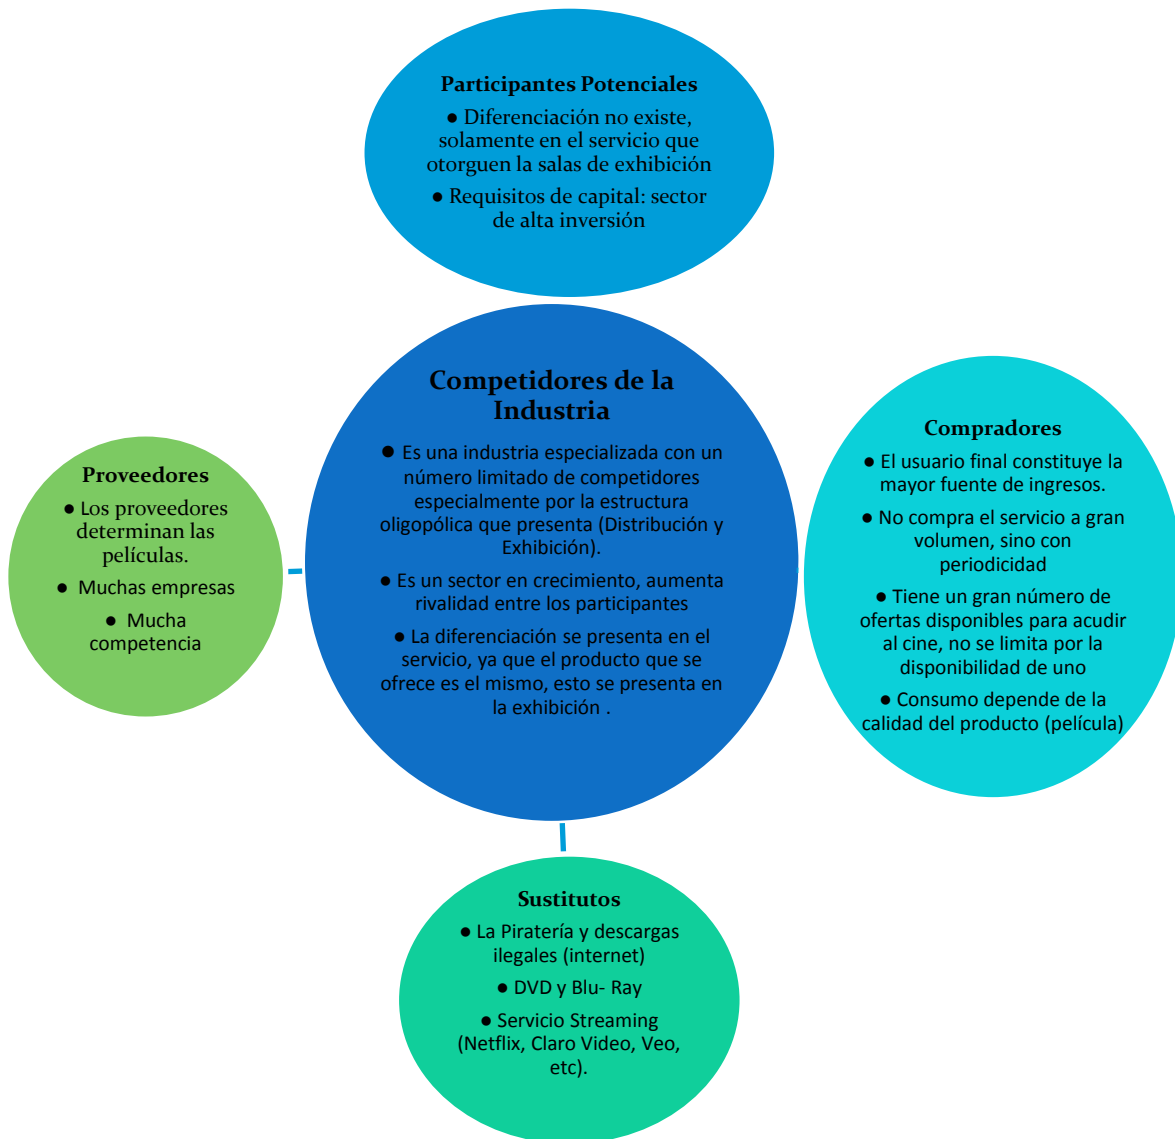 Participantes Potenciales
● Diferenciación no existe,
solamente en el servicio que
otorguen la salas de exhibición
● Requisitos de capital: sector
de alta inversión
Competidores de la
Industria
● Es una industria especializada con un
número limitado de competidores
especialmente por la estructura
oligopólica que presenta (Distribución y
Exhibición).
● Es un sector en crecimiento, aumenta
rivalidad entre los participantes
● La diferenciación se presenta en el
servicio, ya que el producto que se
ofrece es el mismo, esto se presenta en
la exhibición .
Proveedores
● Los proveedores
determinan las
películas.
● Muchas empresas
● Mucha
competencia
Compradores
● El usuario final constituye la
mayor fuente de ingresos.
● No compra el servicio a gran
volumen, sino con
periodicidad
● Tiene un gran número de
ofertas disponibles para acudir
al cine, no se limita por la
disponibilidad de uno
● Consumo depende de la
calidad del producto (película)
Sustitutos
● La Piratería y descargas
ilegales (internet)
● DVD y Blu- Ray
● Servicio Streaming
(Netflix, Claro Video, Veo,
etc).